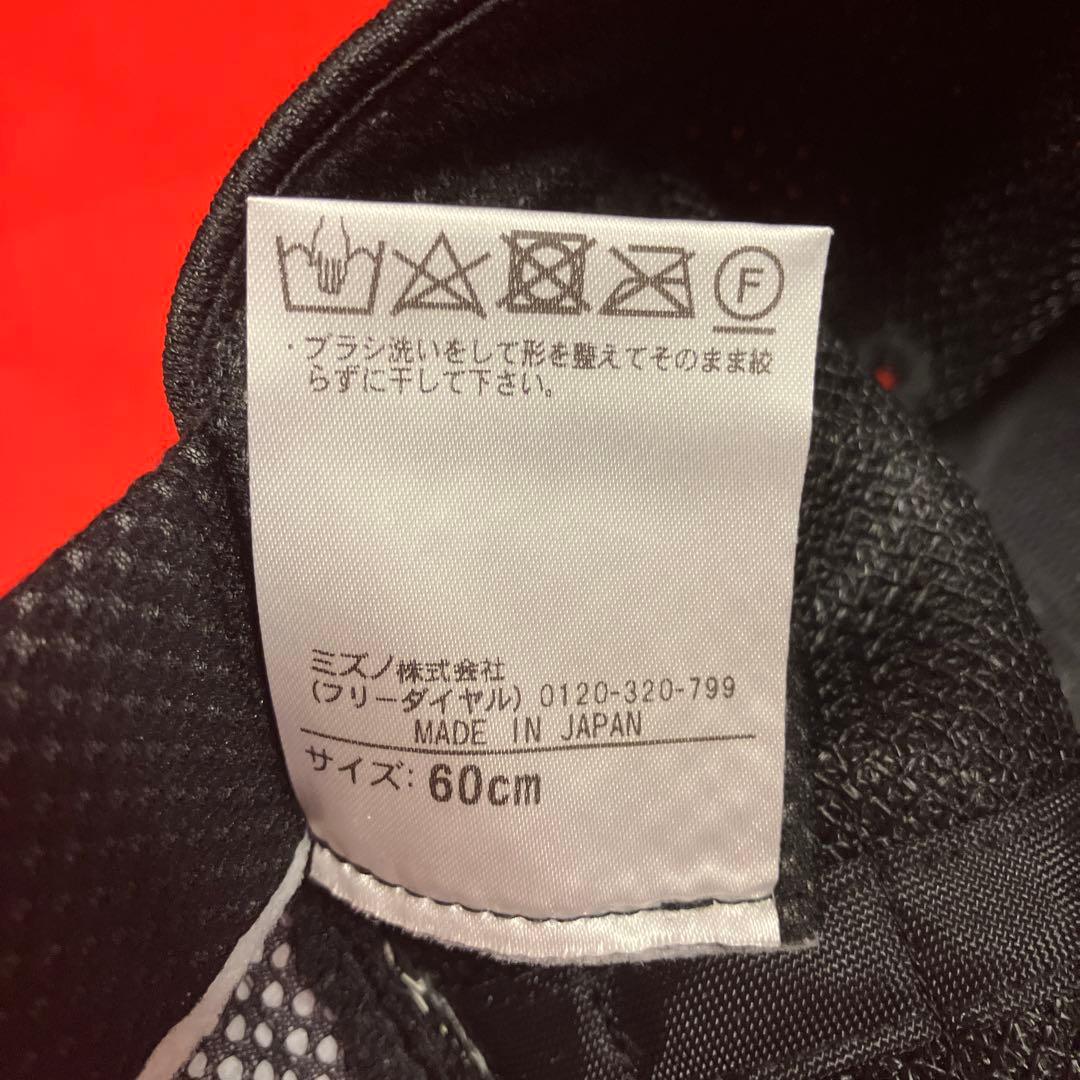 F
・ブラシ洗いをして形を整えてそのまま絞
らずに干して下さい。
ミズノ株式会社
(フリーダイヤル) 0120-320-799
MADE IN JAPAN
サイズ: 60cm